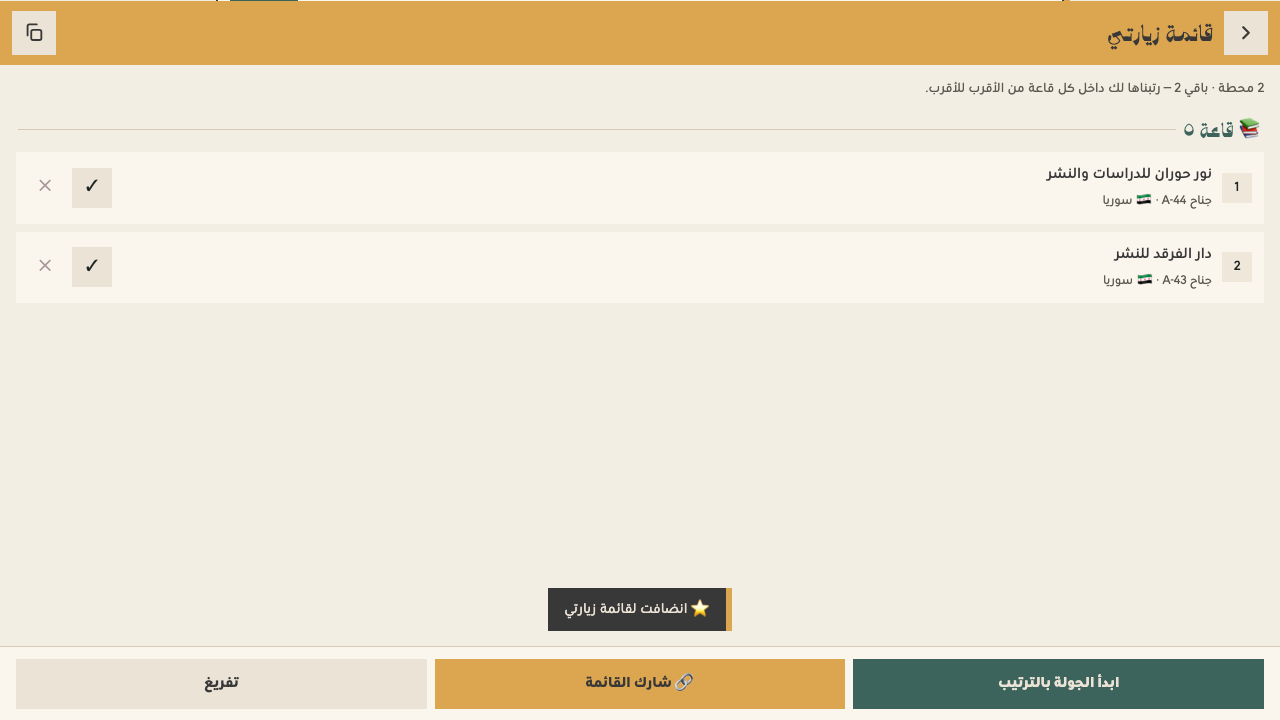 قائمة زيارتي
2 محطة · باقي 2 — رتبناها لك داخل كل قاعة من الأقرب للأقرب.
📚 قاعة ٥
1
نور حوران للدراسات والنشر
جناح A-44 · 🇸🇾 سوريا
✓ ×
2
دار الفرقد للنشر
جناح A-43 · 🇸🇾 سوريا
✓ ×
⭐ انضافت لقائمة زيارتي
ابدأ الجولة بالترتيب
🔗 شارك القائمة
تفريغ